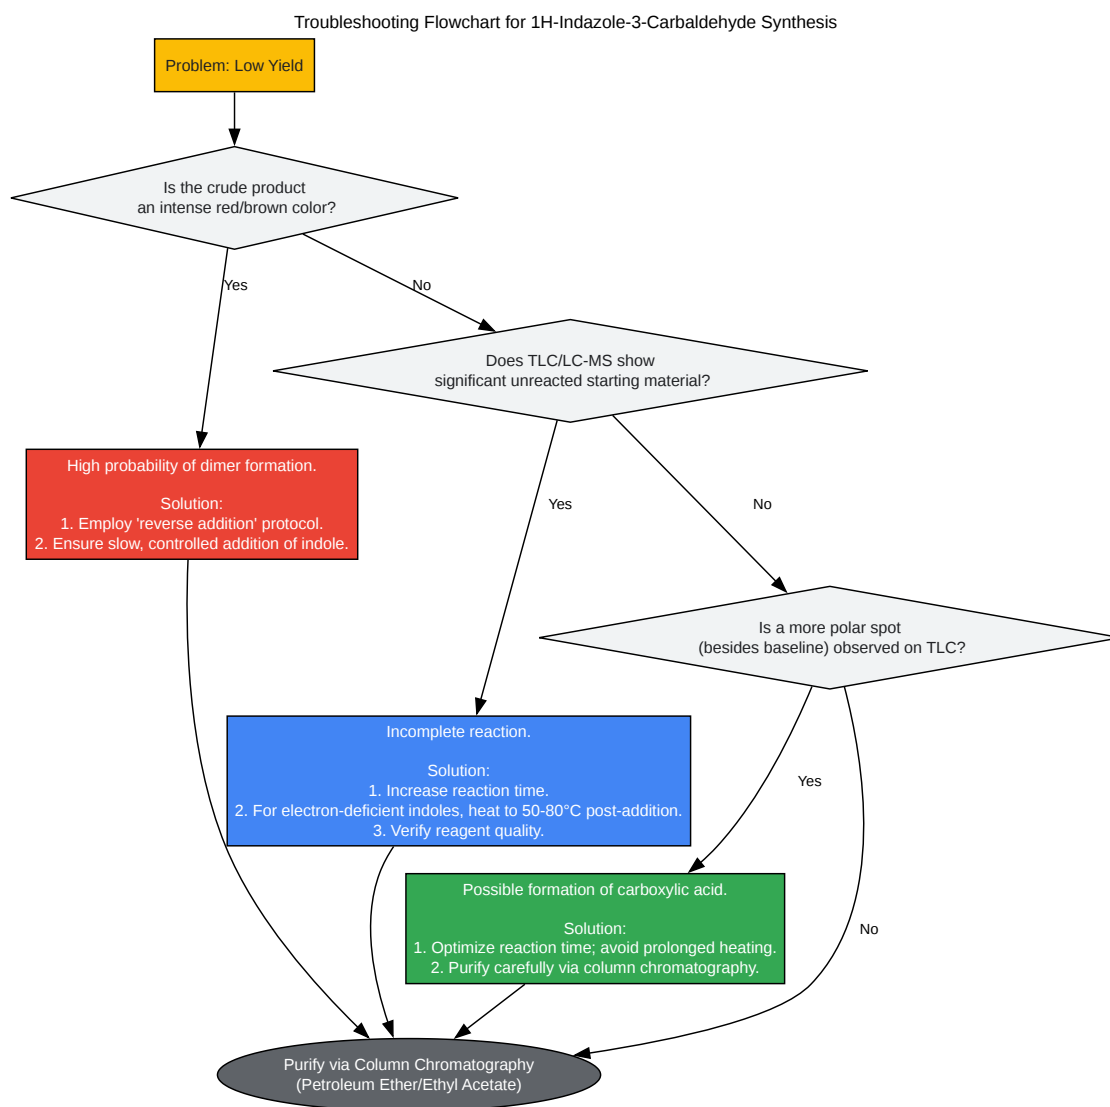 Troubleshooting Flowchart for 1H-Indazole-3-Carbaldehyde Synthesis
Problem: Low Yield
Is the crude product
an intense red/brown color?
Yes
No
Does TLC/LC-MS show
significant unreacted starting material?
High probability of dimer formation.
Solution:
1. Employ 'reverse addition' protocol.
2. Ensure slow, controlled addition of indole.
Yes
No
Is a more polar spot
(besides baseline) observed on TLC?
Incomplete reaction.
Solution:
1. Increase reaction time.
2. For electron-deficient indoles, heat to 50-80°C post-addition.
3. Verify reagent quality.
Yes
No
Possible formation of carboxylic acid.
Solution:
1. Optimize reaction time; avoid prolonged heating.
2. Purify carefully via column chromatography.
Purify via Column Chromatography
(Petroleum Ether/Ethyl Acetate)